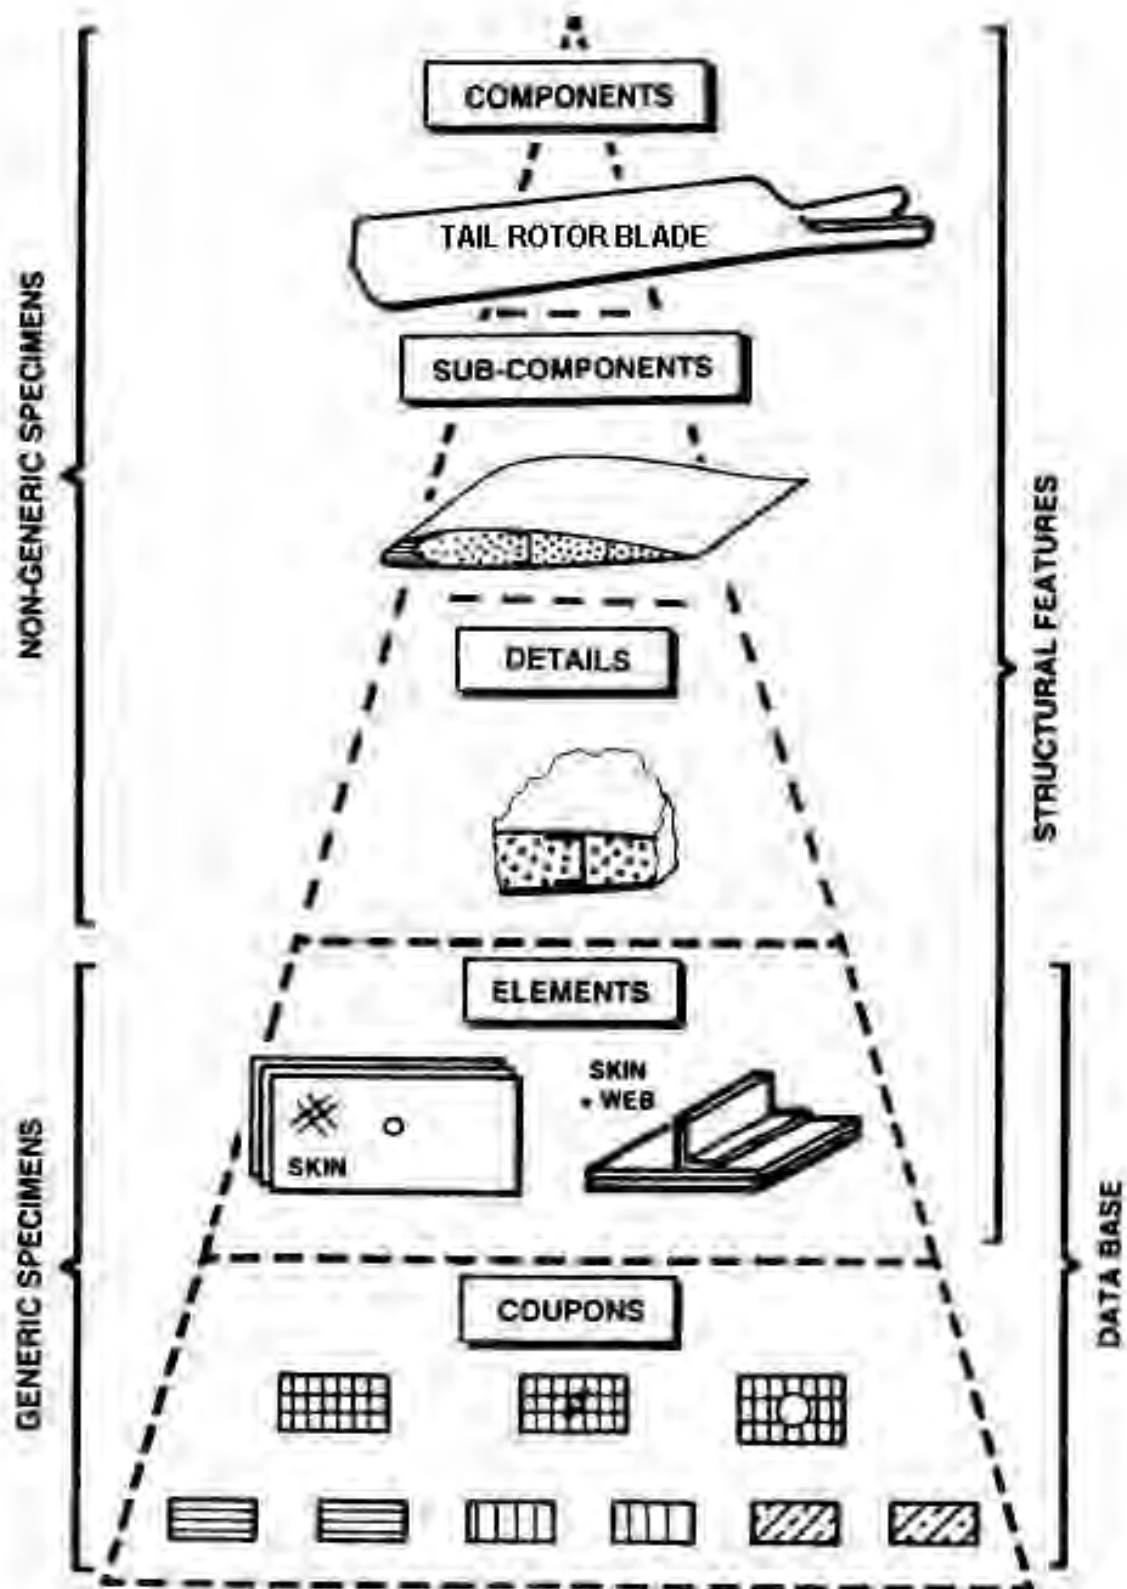 COMPONENTS
TAIL ROTOR BLADE
SUB-COMPONENTS
NON-GENERIC SPECIMENS
STRUCTURAL FEATURES
DETAILS
ELEMENTS
SKIN
SKIN
+ WEB
GENERIC SPECIMENS
DATA BASE
COUPONS